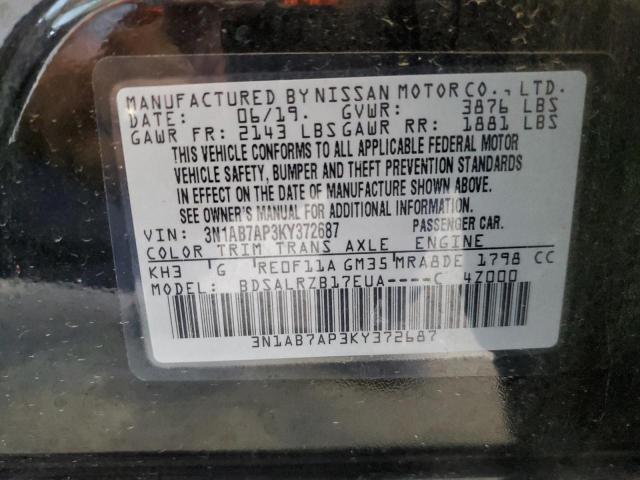 MANUFACTURED BY NISSAN MOTOR CO., LTD.
DATE: 06/19. GVWR: 3876 LBS
GAWR FR: 2143 LBS GAWR RR: 1881 LBS
THIS VEHICLE CONFORMS TO ALL APPLICABLE FEDERAL MOTOR
VEHICLE SAFETY, BUMPER AND THEFT PREVENTION STANDARDS
IN EFFECT ON THE DATE OF MANUFACTURE SHOWN ABOVE.
SEE OWNER'S MANUAL FOR ADDITIONAL INFORMATION.
VIN: 3N1AB7AP3KY372687 PASSENGER CAR.
COLOR TRIM TRANS AXLE ENGINE
KH3 G RE0F11A GM35 MRA8DE 1798 CC
MODEL: BDSALRZB17EUA----C 4Z000
3N1AB7AP3KY372687